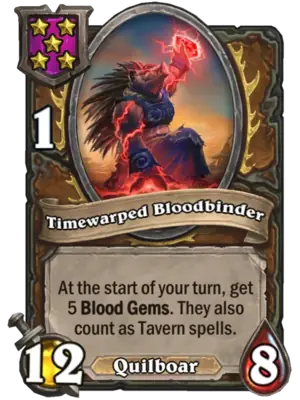 1
Timewarped Bloodbinder
At the start of your turn, get
5 Blood Gems. They also
count as Tavern spells.
12
Quilboar
8